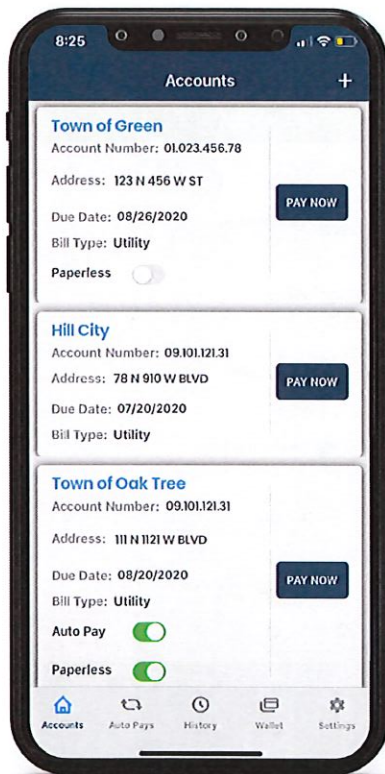 8:25
Accounts +
Town of Green
Account Number: 01.023.456.78
Address: 123 N 456 W ST
PAY NOW
Due Date: 08/26/2020
Bill Type: Utility
Paperless
Hill City
Account Number: 09.101.121.31
Address: 78 N 910 W BLVD
PAY NOW
Due Date: 07/20/2020
Bill Type: Utility
Town of Oak Tree
Account Number: 09.101.121.31
Address: 111 N 1121 W BLVD
Due Date: 08/20/2020
PAY NOW
Bill Type: Utility
Auto Pay
Paperless
Accounts Auto Pays History Wallet Settings